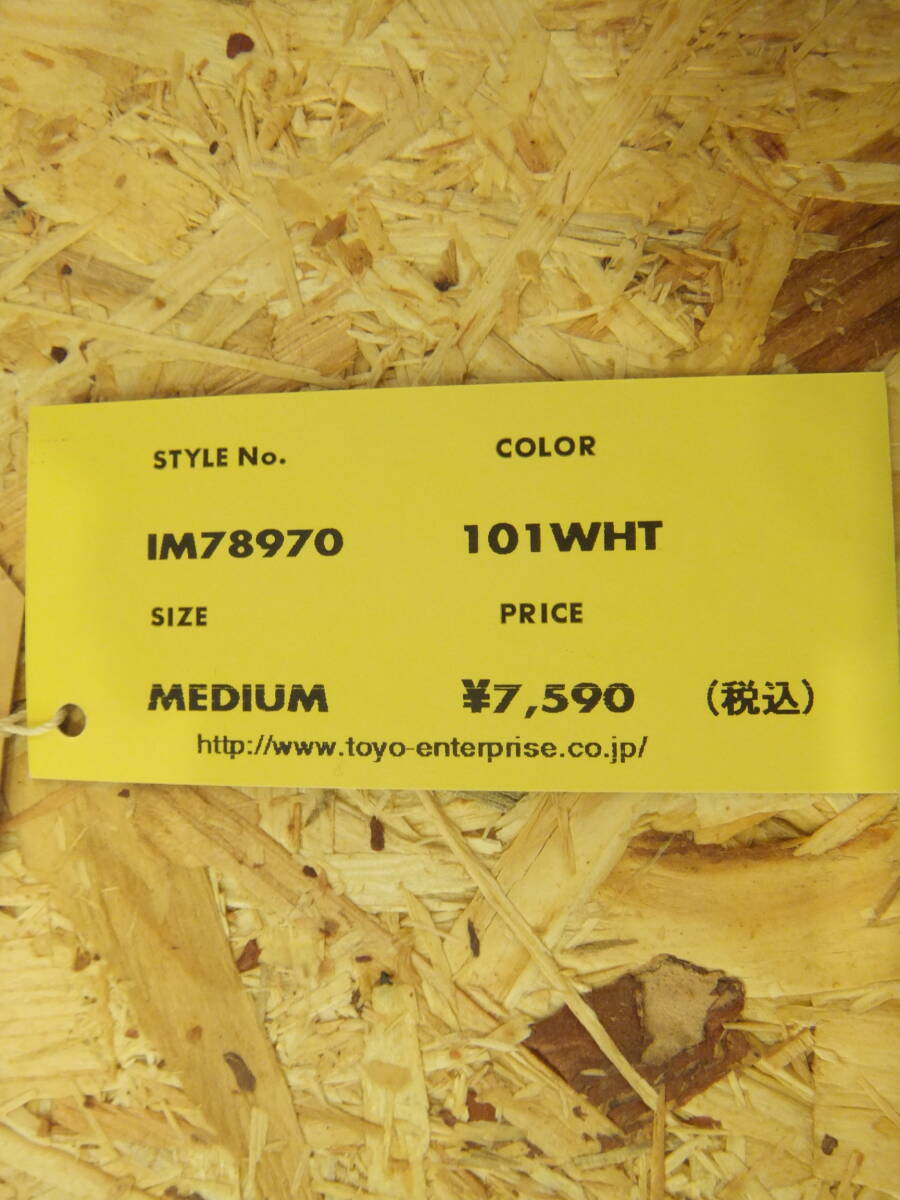 STYLE No. COLOR
IM78970 101WHT
SIZE PRICE
MEDIUM ¥7,590 (税込)
http://www.toyo-enterprise.co.jp/